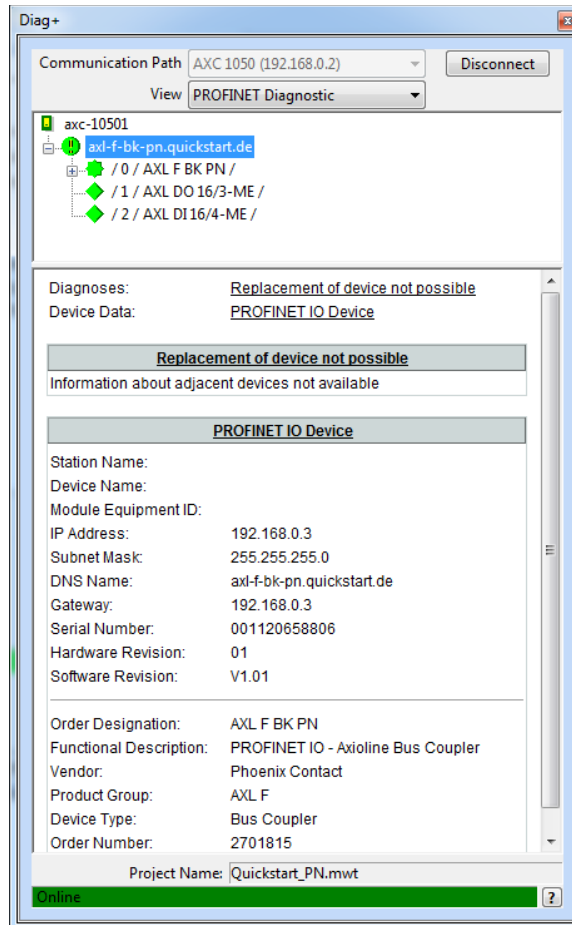 Diag+
Communication Path AXC 1050 (192.168.0.2) Disconnect
View PROFINET Diagnostic
axc-10501
axl-f-bk-pn.quickstart.de
/ 0 / AXL F BK PN /
/ 1 / AXL DO 16/3-ME /
/ 2 / AXL DI 16/4-ME /
Diagnoses: Replacement of device not possible
Device Data: PROFINET IO Device
Replacement of device not possible
Information about adjacent devices not available
PROFINET IO Device
Station Name:
Device Name:
Module Equipment ID:
IP Address: 192.168.0.3
Subnet Mask: 255.255.255.0
DNS Name: axl-f-bk-pn.quickstart.de
Gateway: 192.168.0.3
Serial Number: 001120658806
Hardware Revision: 01
Software Revision: V1.01
Order Designation: AXL F BK PN
Functional Description: PROFINET IO - Axioline Bus Coupler
Vendor: Phoenix Contact
Product Group: AXL F
Device Type: Bus Coupler
Order Number: 2701815
Project Name: Quickstart_PN.mwt
Online ?